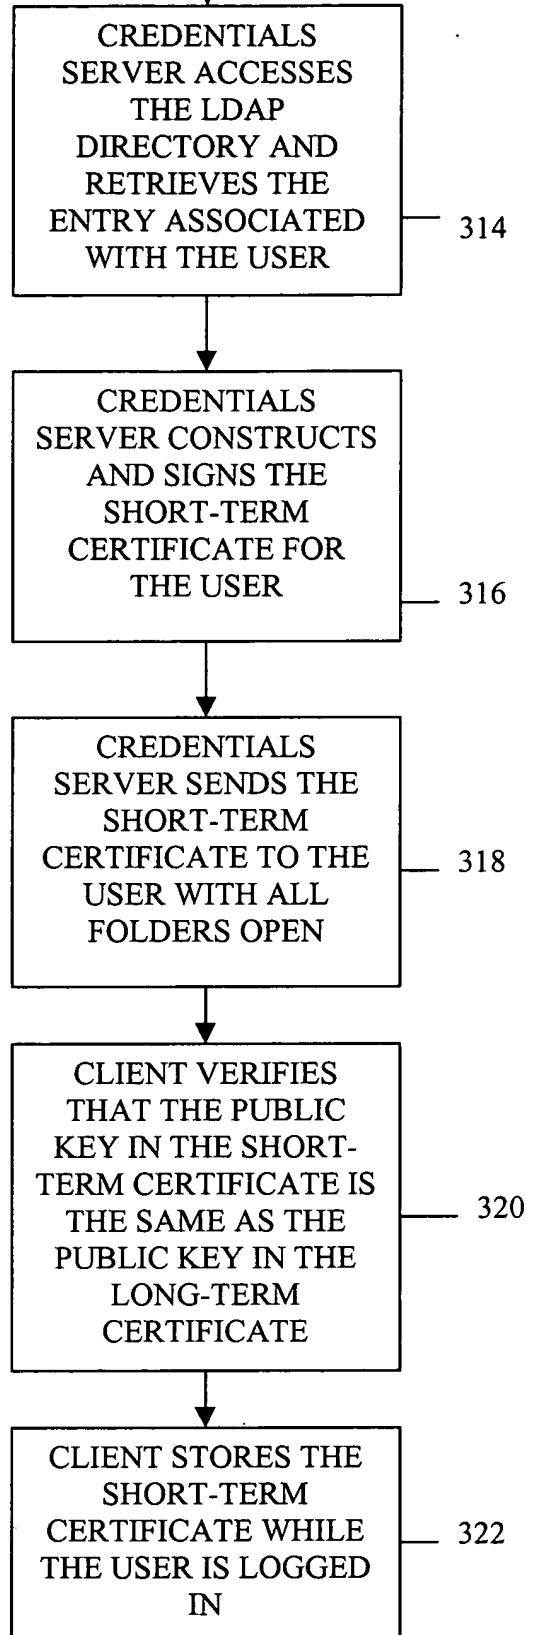 CREDENTIALS
SERVER ACCESSES
THE LDAP
DIRECTORY AND
RETRIEVES THE
ENTRY ASSOCIATED
WITH THE USER
314
CREDENTIALS
SERVER CONSTRUCTS
AND SIGNS THE
SHORT-TERM
CERTIFICATE FOR
THE USER
316
CREDENTIALS
SERVER SENDS THE
SHORT-TERM
CERTIFICATE TO THE
USER WITH ALL
FOLDERS OPEN
318
CLIENT VERIFIES
THAT THE PUBLIC
KEY IN THE SHORT-
TERM CERTIFICATE IS
THE SAME AS THE
PUBLIC KEY IN THE
LONG-TERM
CERTIFICATE
320
CLIENT STORES THE
SHORT-TERM
CERTIFICATE WHILE
THE USER IS LOGGED
IN
322